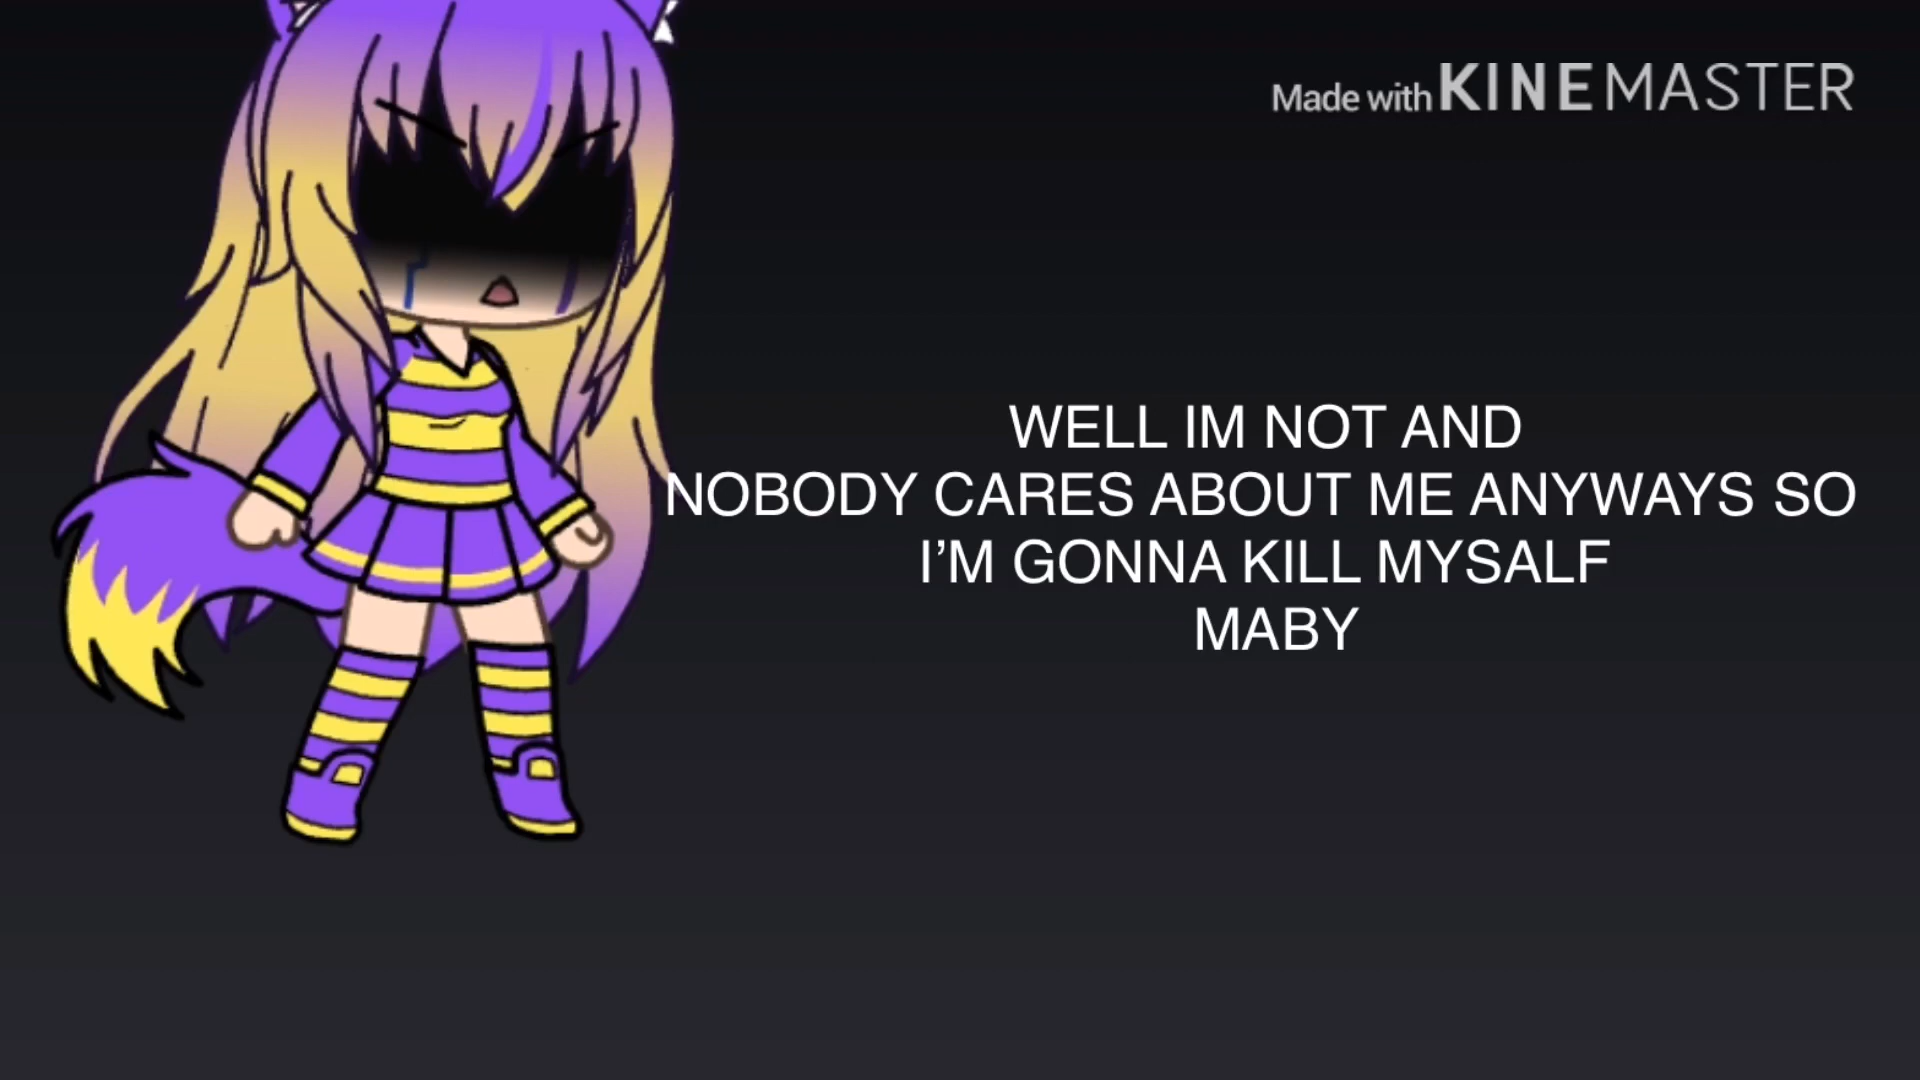 Made with KINEMASTER
WELL IM NOT AND
NOBODY CARES ABOUT ME ANYWAYS SO
I’M GONNA KILL MYSALF
MABY